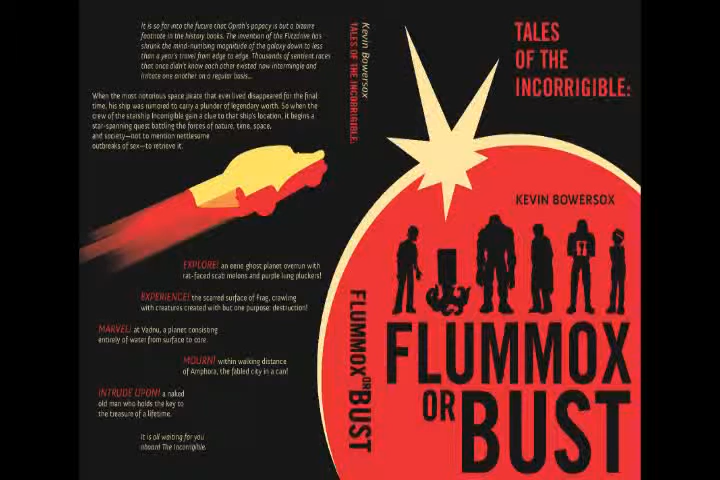 It is so far into the future that Oprah's papacy is but a bizarre
footnote in the history books. The invention of the Flitzdrive has
shrunk the mind-numbing magnitude of the galaxy down to less
than a year's travel from edge to edge. Thousands of sentient races
that once didn't know each other existed now intermingle and
irritate one another on a regular basis...
When the most notorious space pirate that ever lived disappeared for the final
time, his ship was rumored to carry a plunder of legendary worth. So when the
crew of the starship Incorrigible gain a clue to that ship's location, it begins a
star-spanning quest battling the forces of nature, time, space,
and society—not to mention nettlesome
outbreaks of sex—to retrieve it.
EXPLORE! an eerie ghost planet overrun with
rat-faced scab melons and purple lung pluckers!
EXPERIENCE! the scarred surface of Frag, crawling
with creatures created with but one purpose: destruction!
MARVEL! at Vadnu, a planet consisting
entirely of water from surface to core.
MOURN! within walking distance
of Amphora, the fabled city in a can!
INTRUDE UPON! a naked
old man who holds the key to
the treasure of a lifetime.
It is all waiting for you
aboard The Incorrigible.
Kevin Bowersox
TALES OF THE INCORRIGIBLE:
FLUMMOX OR BUST
TALES
OF THE
INCORRIGIBLE:
KEVIN BOWERSOX
FLUMMOX
OR BUST